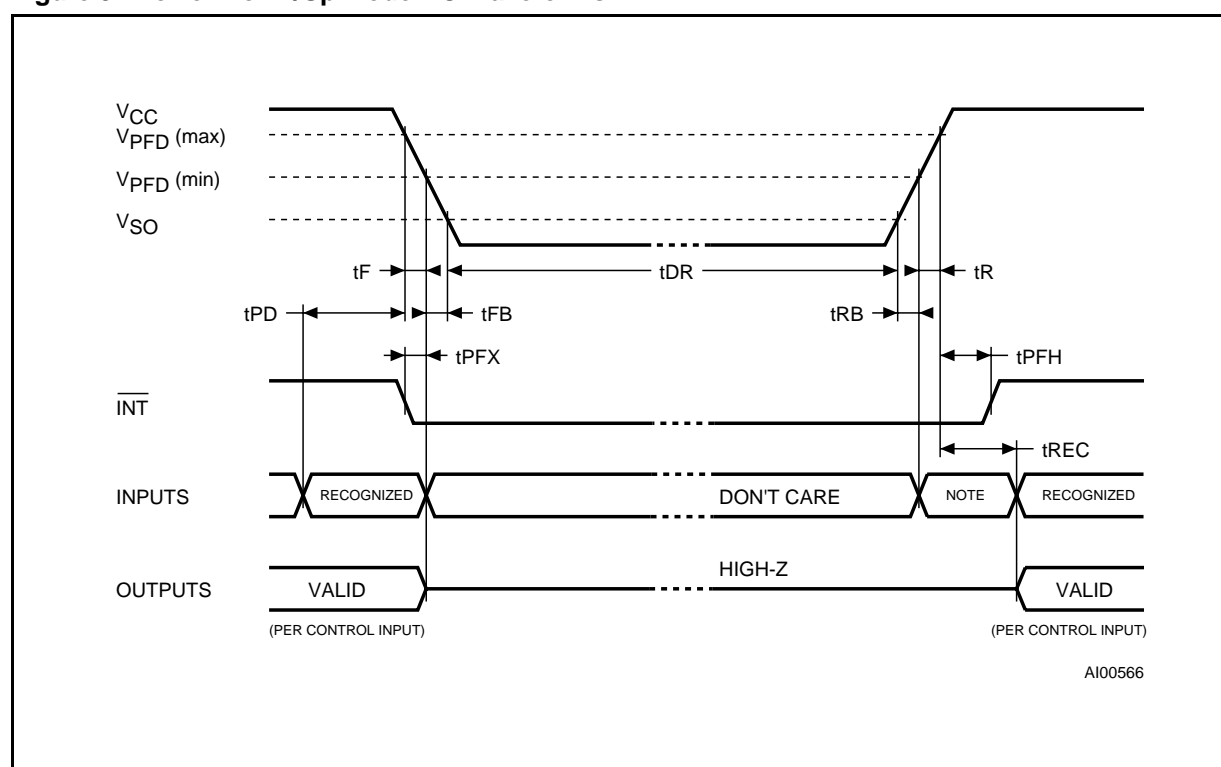 VCC
VPFD (max)
VPFD (min)
VSO
tF
tDR
tR
tPD
tFB
tRB
tPFX
tPFH
INT
tREC
INPUTS
RECOGNIZED
DON'T CARE
NOTE
RECOGNIZED
HIGH-Z
OUTPUTS
VALID
VALID
(PER CONTROL INPUT)
(PER CONTROL INPUT)
AI00566